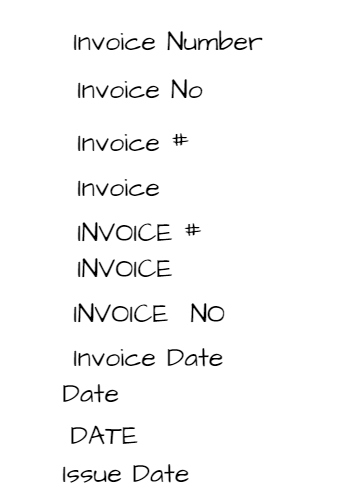 Invoice Number
Invoice No
Invoice #
Invoice
INVOICE #
INVOICE
INVOICE NO
Invoice Date
Date
DATE
Issue Date